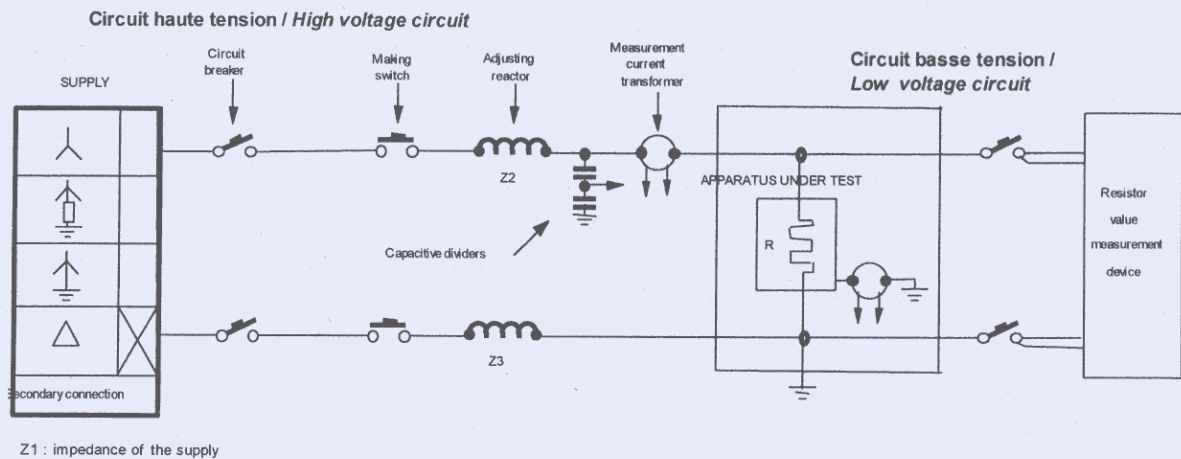 Circuit haute tension / High voltage circuit
SUPPLY
Circuit
breaker
Making
switch
Adjusting
reactor
Measurement
current
transformer
Circuit basse tension /
Low voltage circuit
Z2
APPARATUS UNDER TEST
Capacitive dividers
R
Resistor
value
measurement
device
Z3
Secondary connection
Z1 : impedance of the supply